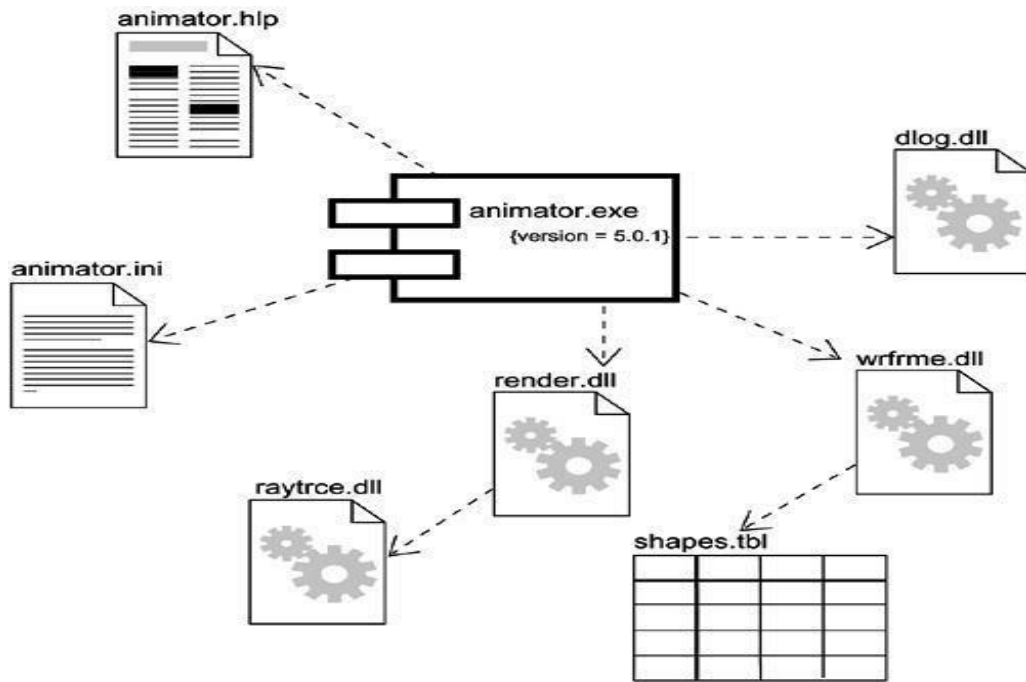 animator.hlp
dlog.dll
animator.exe
{version = 5.0.1}
animator.ini
wrfrme.dll
render.dll
raytrce.dll
shapes.tbl